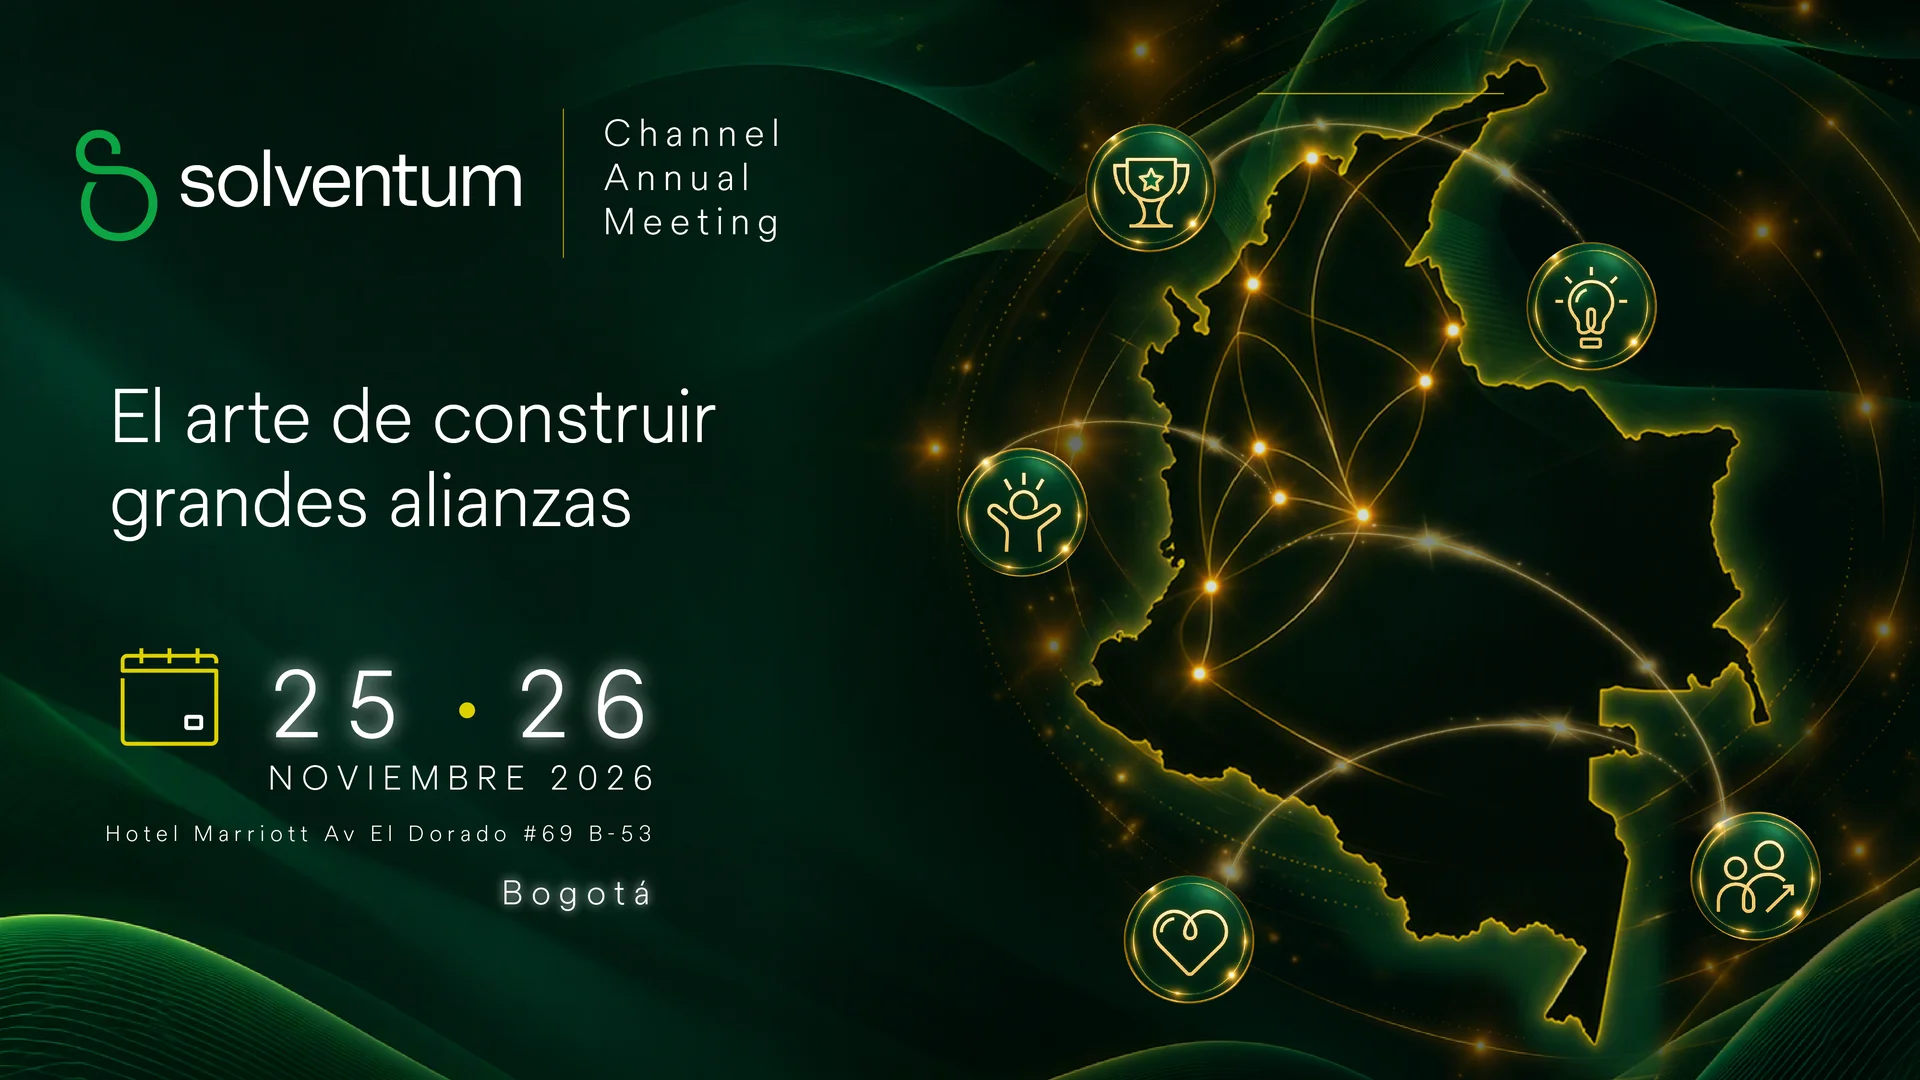 solventum
Channel
Annual
Meeting
El arte de construir
grandes alianzas
25 • 26
NOVIEMBRE 2026
Hotel Marriott Av El Dorado #69 B-53
Bogotá